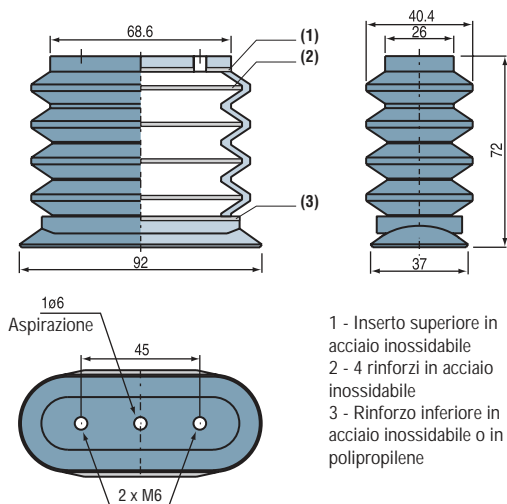 68.6
(1)
(2)
(3)
92
40.4
26
72
37
1ø6
Aspirazione
45
2 x M6
1 - Inserto superiore in
acciaio inossidabile
2 - 4 rinforzi in acciaio
inossidabile
3 - Rinforzo inferiore in
acciaio inossidabile o in
polipropilene